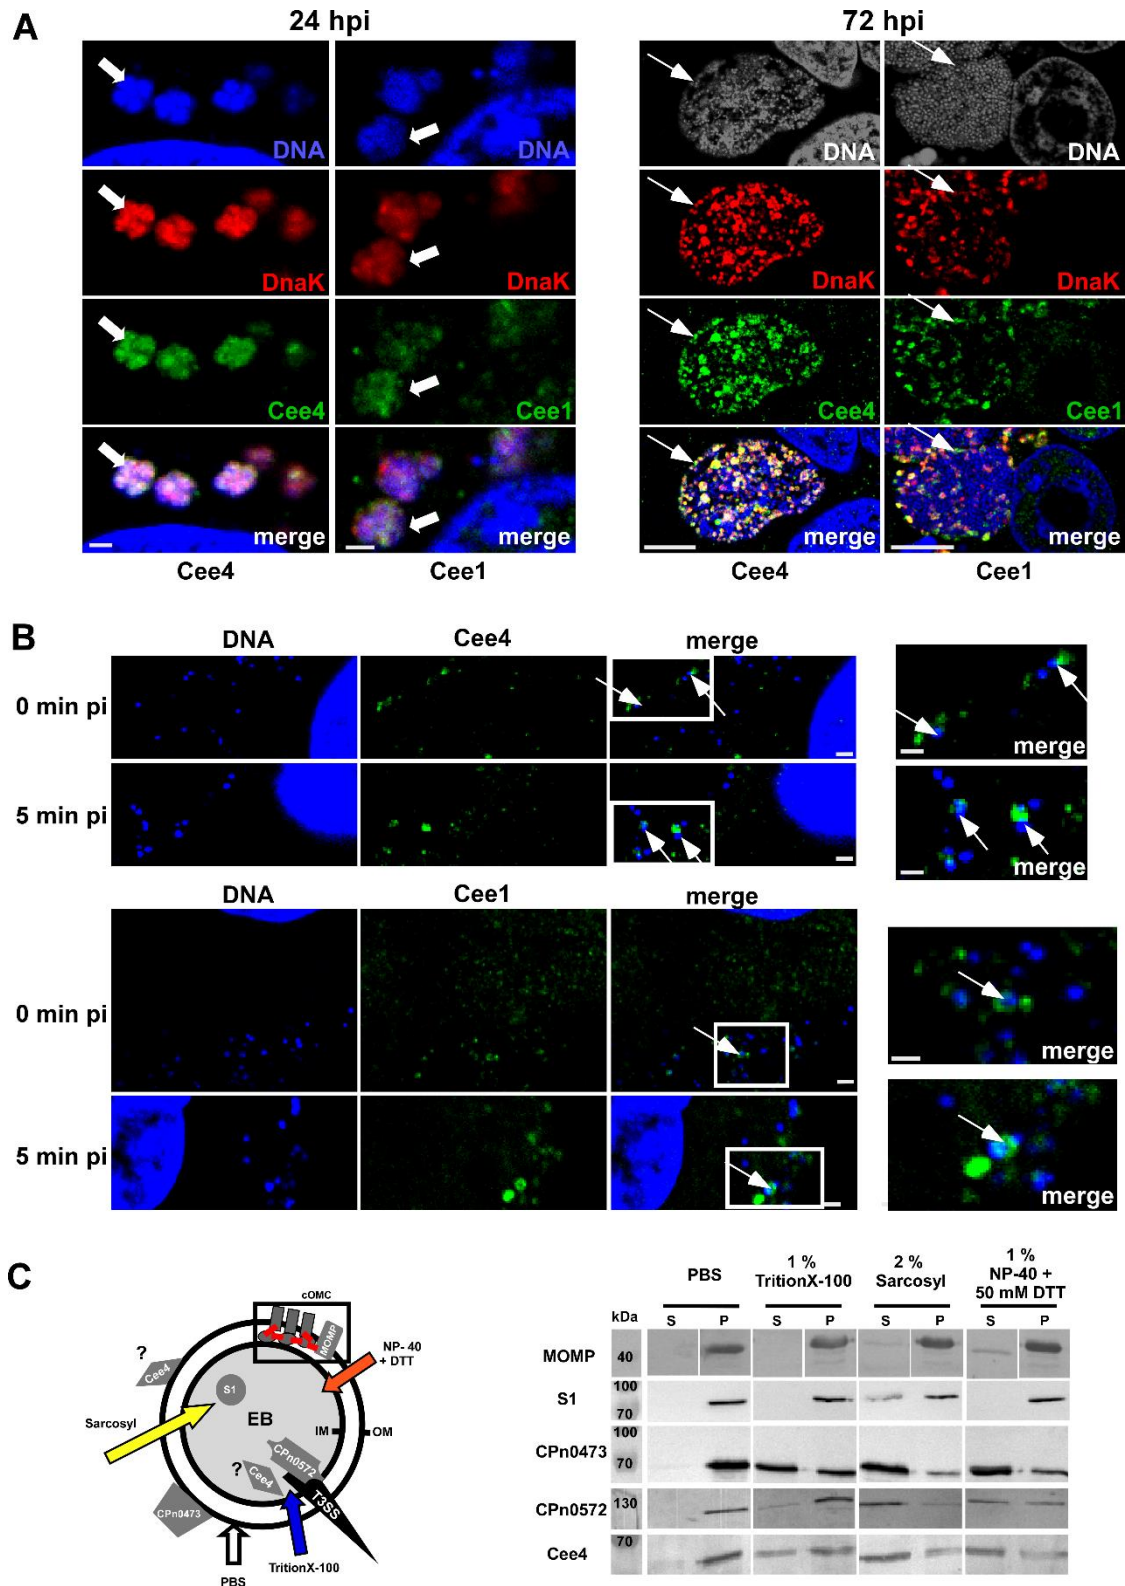 A
24 hpi
72 hpi
DNA
DNA
DNA
DNA
DnaK
DnaK
DnaK
DnaK
Cee4
Cee1
Cee4
Cee1
merge
merge
merge
merge
Cee4
Cee1
Cee4
Cee1
B
DNA
Cee4
merge
0 min pi
merge
5 min pi
merge
DNA
Cee1
merge
0 min pi
merge
5 min pi
merge
C
cOMC
MOMP
NP-40
+ DTT
?
Cee4
S1
Sarcosyl
EB
IM
OM
CPn0572
?
Cee4
T3SS
CPn0473
TritionX-100
PBS
PBS
1 %
TritionX-100
2 %
Sarcosyl
1 %
NP-40 +
50 mM DTT
kDa
S P S P S P S P
MOMP
40
S1
100
70
CPn0473
100
70
CPn0572
130
Cee4
70